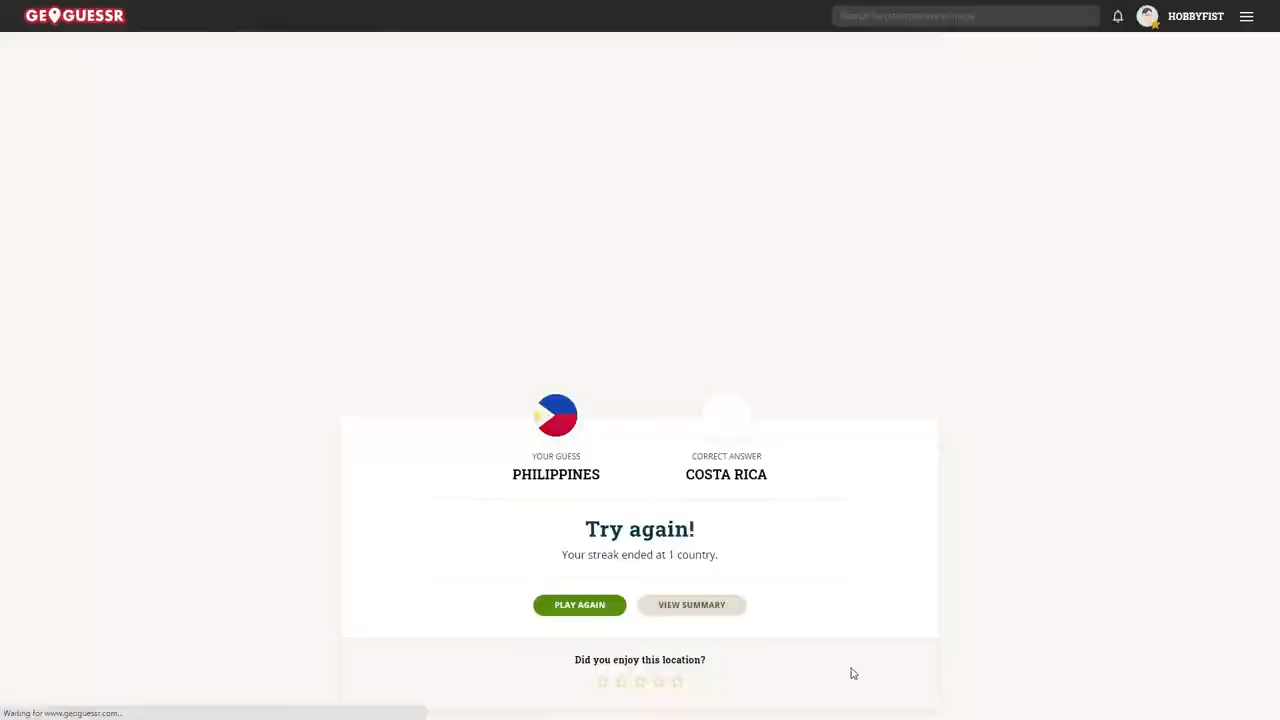 GEOGUESSR
HOBBYFIST
YOUR GUESS
PHILIPPINES
CORRECT ANSWER
COSTA RICA
Try again!
Your streak ended at 1 country.
PLAY AGAIN
VIEW SUMMARY
Did you enjoy this location?
Waiting for www.geoguessr.com...